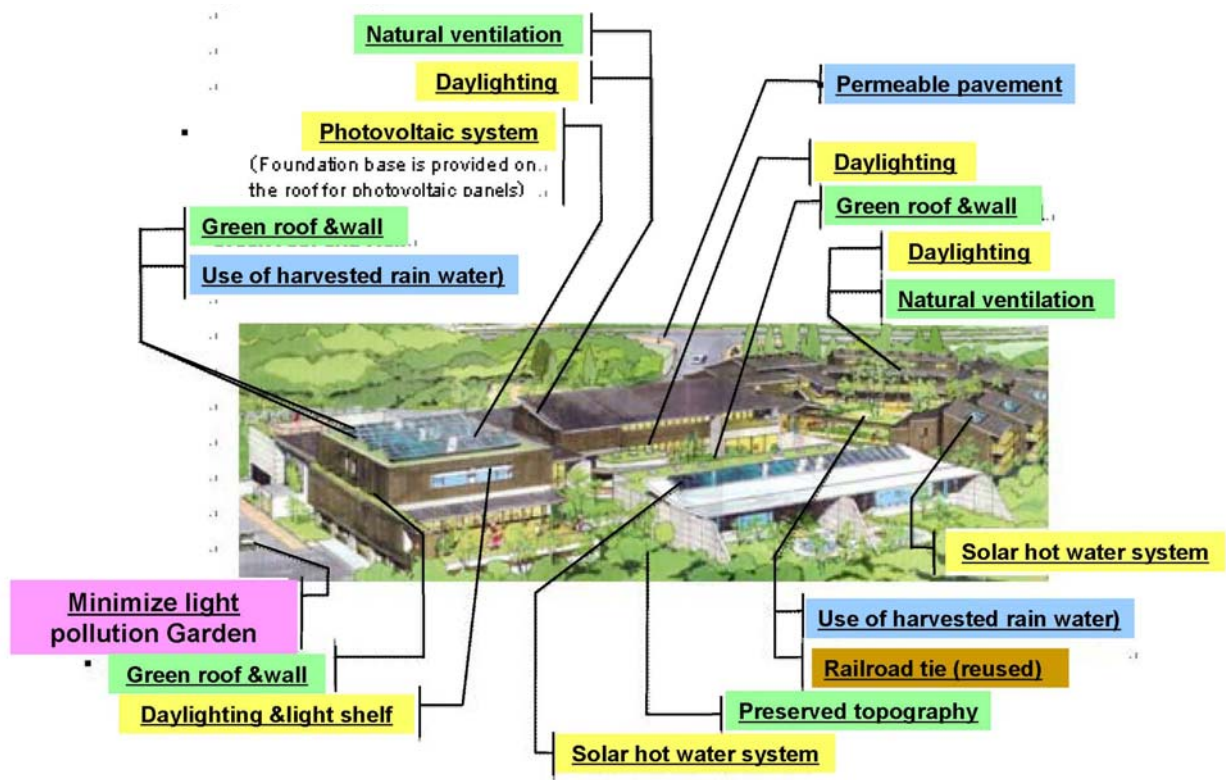 Natural ventilation
Daylighting
Photovoltaic system
(Foundation base is provided on
the roof for photovoltaic panels)
Green roof &wall
Use of harvested rain water)
Permeable pavement
Daylighting
Green roof &wall
Daylighting
Natural ventilation
Solar hot water system
Minimize light
pollution Garden
Green roof &wall
Daylighting &light shelf
Use of harvested rain water)
Railroad tie (reused)
Preserved topography
Solar hot water system